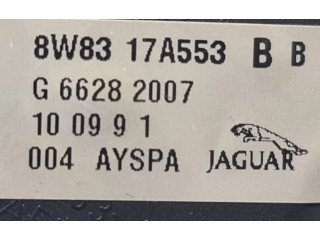 8W83 17A553 B B
G 6628 2007
10 09 9 1
004 AYSPA JAGUAR